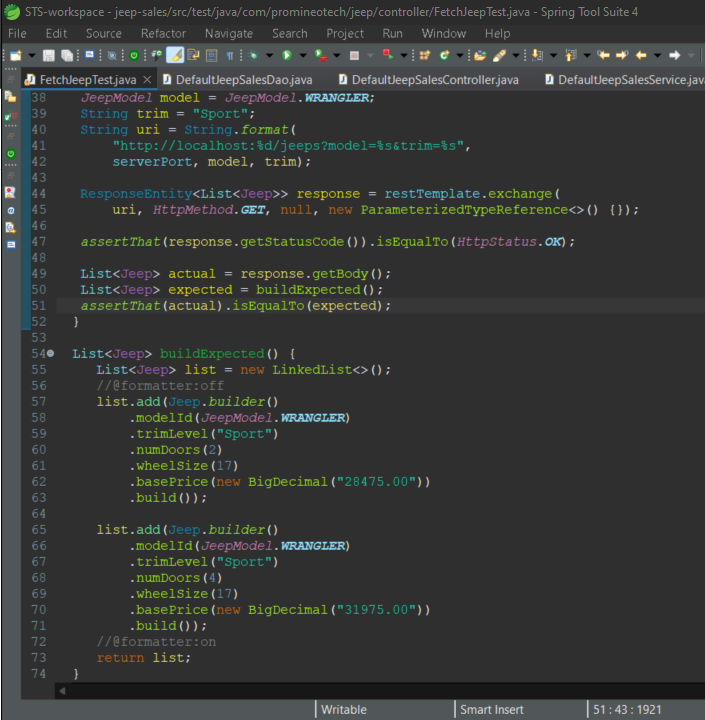 STS-workspace - jeep-sales/src/test/java/com/promineotech/jeep/controller/FetchJeepTest.java - Spring Tool Suite 4
File Edit Source Refactor Navigate Search Project Run Window Help
FetchJeepTest.java DefaultJeepSalesDao.java DefaultJeepSalesController.java DefaultJeepSalesService.java
38 JeepModel model = JeepModel.WRANGLER;
39 String trim = "Sport";
40 String uri = String.format(
41 "http://localhost:%d/jeeps?model=%s&trim=%s",
42 serverPort, model, trim);
43
44 ResponseEntity<List<Jeep>> response = restTemplate.exchange(
45 uri, HttpMethod.GET, null, new ParameterizedTypeReference<>() {});
46
47 assertThat(response.getStatusCode()).isEqualTo(HttpStatus.OK);
48
49 List<Jeep> actual = response.getBody();
50 List<Jeep> expected = buildExpected();
51 assertThat(actual).isEqualTo(expected);
52 }
53
54 List<Jeep> buildExpected() {
55 List<Jeep> list = new LinkedList<>();
56 //@formatter:off
57 list.add(Jeep.builder()
58 .modelId(JeepModel.WRANGLER)
59 .trimLevel("Sport")
60 .numDoors(2)
61 .wheelSize(17)
62 .basePrice(new BigDecimal("28475.00"))
63 .build());
64
65 list.add(Jeep.builder()
66 .modelId(JeepModel.WRANGLER)
67 .trimLevel("Sport")
68 .numDoors(4)
69 .wheelSize(17)
70 .basePrice(new BigDecimal("31975.00"))
71 .build());
72 //@formatter:on
73 return list;
74 }
Writable Smart Insert 51 : 43 : 1921